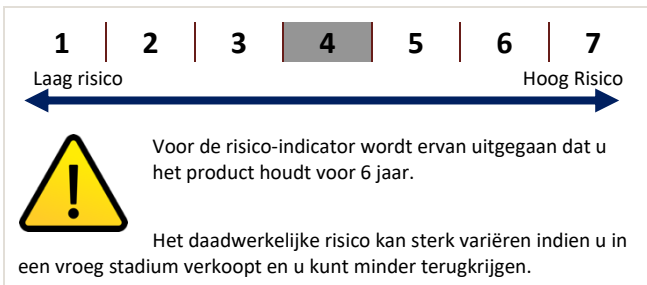 1 2 3 4 5 6 7
Laag risico Hoog Risico
Voor de risico-indicator wordt ervan uitgegaan dat u
het product houdt voor 6 jaar.
Het daadwerkelijke risico kan sterk variëren indien u in
een vroeg stadium verkoopt en u kunt minder terugkrijgen.